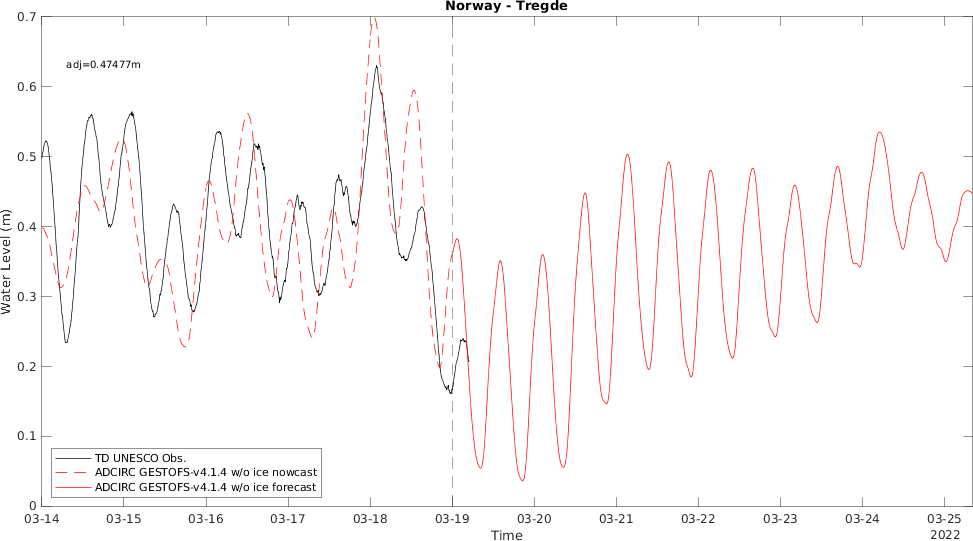 Norway - Tregde
0.7
adj=0.47477m
0.6
0.5
0.4
0.3
0.2
0.1
0
Water Level (m)
TD UNESCO Obs.
ADCIRC GESTOFS-v4.1.4 w/o ice nowcast
ADCIRC GESTOFS-v4.1.4 w/o ice forecast
03-14 03-15 03-16 03-17 03-18 03-19 03-20 03-21 03-22 03-23 03-24 03-25
Time
2022